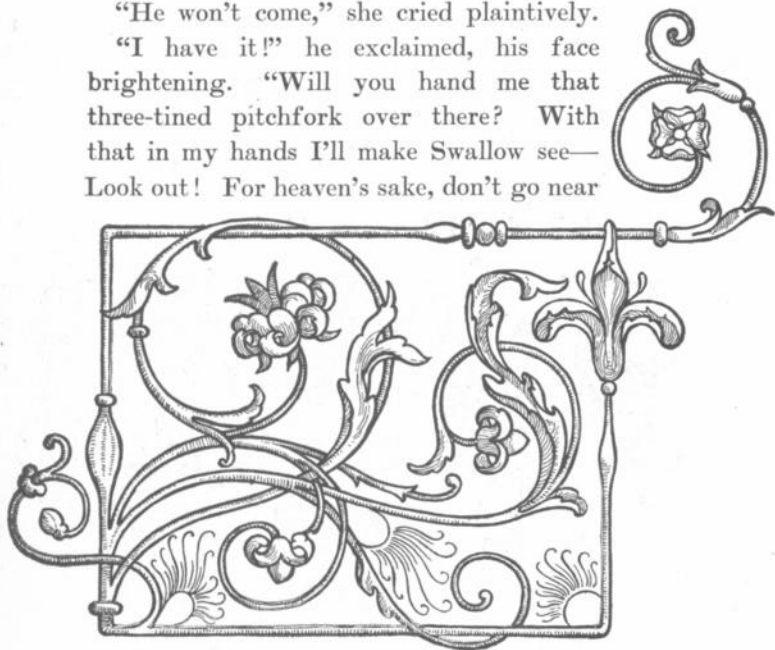 “He won’t come,” she cried plaintively.
“I have it!” he exclaimed, his face
brightening. “Will you hand me that
three-tined pitchfork over there? With
that in my hands I’ll make Swallow see—
Look out! For heaven’s sake, don’t go near